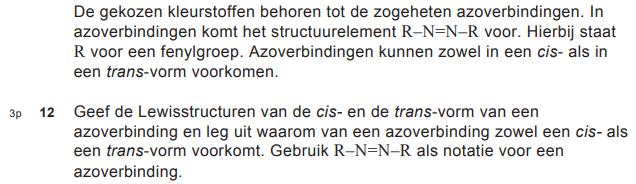 De gekozen kleurstoffen behoren tot de zogeheten azoverbindingen. In
azoverbindingen komt het structuurelement R–N=N–R voor. Hierbij staat
R voor een fenylgroep. Azoverbindingen kunnen zowel in een cis- als in
een trans-vorm voorkomen.
3p 12 Geef de Lewisstructuren van de cis- en de trans-vorm van een
azoverbinding en leg uit waarom van een azoverbinding zowel een cis- als
een trans-vorm voorkomt. Gebruik R–N=N–R als notatie voor een
azoverbinding.